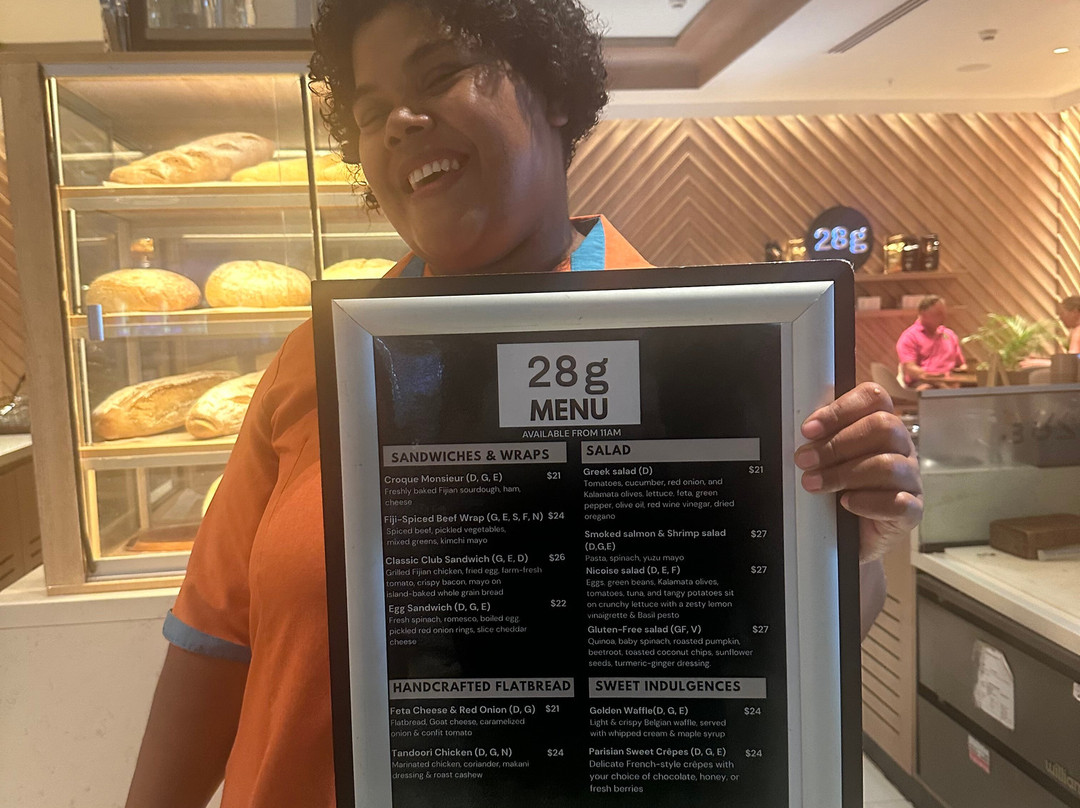 28g
28g
MENU
AVAILABLE FROM 11AM
SANDWICHES & WRAPS
Croque Monsieur (D, G, E) $21
Freshly baked Fijian sourdough, ham,
cheese
Fiji-Spiced Beef Wrap (G, E, S, F, N) $24
Spiced beef, pickled vegetables,
mixed greens, kimchi mayo
Classic Club Sandwich (G, E, D) $26
Grilled Fijian chicken, fried egg, farm-fresh
tomato, crispy bacon, mayo on
island-baked whole grain bread
Egg Sandwich (D, G, E) $22
Fresh spinach, romesco, boiled egg,
pickled red onion rings, slice cheddar
cheese
HANDCRAFTED FLATBREAD
Feta Cheese & Red Onion (D, G) $21
Flatbread, Goat cheese, caramelized
onion & confit tomato
Tandoori Chicken (D, G, N) $24
Marinated chicken, coriander, makani
dressing & roast cashew
SALAD
Greek salad (D) $21
Tomatoes, cucumber, red onion, and
Kalamata olives, lettuce, feta, green
pepper, olive oil, red wine vinegar, dried
oregano
Smoked salmon & Shrimp salad $27
(D,G,E)
Pasta, spinach, yuzu mayo
Nicoise salad (D, E, F) $27
Eggs, green beans, Kalamata olives,
tomatoes, tuna, and tangy potatoes sit
on crunchy lettuce with a zesty lemon
vinaigrette & Basil pesto
Gluten-Free salad (GF, V) $27
Quinoa, baby spinach, roasted pumpkin,
beetroot, toasted coconut chips, sunflower
seeds, turmeric-ginger dressing.
SWEET INDULGENCES
Golden Waffle(D, G, E) $24
Light & crispy Belgian waffle, served
with whipped cream & maple syrup
Parisian Sweet Crêpes (D, G, E) $24
Delicate French-style crêpes with
your choice of chocolate, honey, or
fresh berries